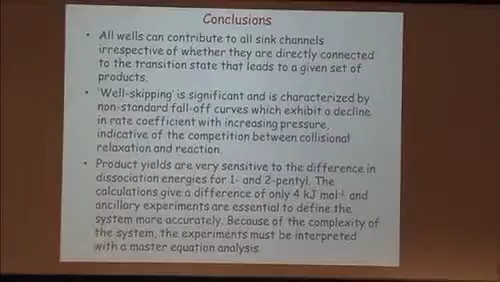 Conclusions
• All wells can contribute to all sink channels
irrespective of whether they are directly connected
to the transition state that leads to a given set of
products.
• 'Well-skipping' is significant and is characterized by
non-standard fall-off curves which exhibit a decline
in rate coefficient with increasing pressure,
indicative of the competition between collisional
relaxation and reaction.
• Product yields are very sensitive to the difference in
dissociation energies for 1- and 2-pentyl. The
calculations give a difference of only 4 kJ mol⁻¹ and
ancillary experiments are essential to define the
system more accurately. Because of the complexity of
the system, the experiments must be interpreted
with a master equation analysis.